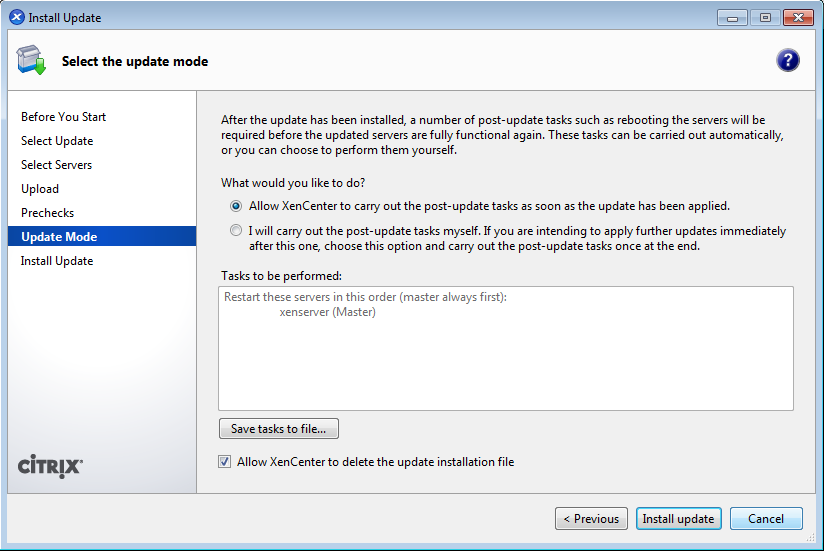 Install Update
Select the update mode
?
Before You Start
Select Update
Select Servers
Upload
Prechecks
Update Mode
Install Update
After the update has been installed, a number of post-update tasks such as rebooting the servers will be
required before the updated servers are fully functional again. These tasks can be carried out automatically,
or you can choose to perform them yourself.
What would you like to do?
Allow XenCenter to carry out the post-update tasks as soon as the update has been applied.
I will carry out the post-update tasks myself. If you are intending to apply further updates immediately
after this one, choose this option and carry out the post-update tasks once at the end.
Tasks to be performed:
Restart these servers in this order (master always first):
xenserver (Master)
Save tasks to file...
Allow XenCenter to delete the update installation file
CITRIX
< Previous
Install update
Cancel